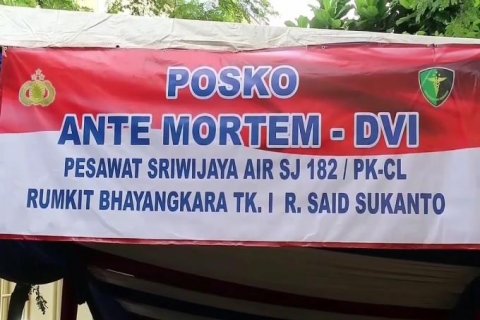 POSKO
ANTE MORTEM - DVI
PESAWAT SRIWIJAYA AIR SJ 182 / PK-CL
RUMKIT BHAYANGKARA TK. I R. SAID SUKANTO